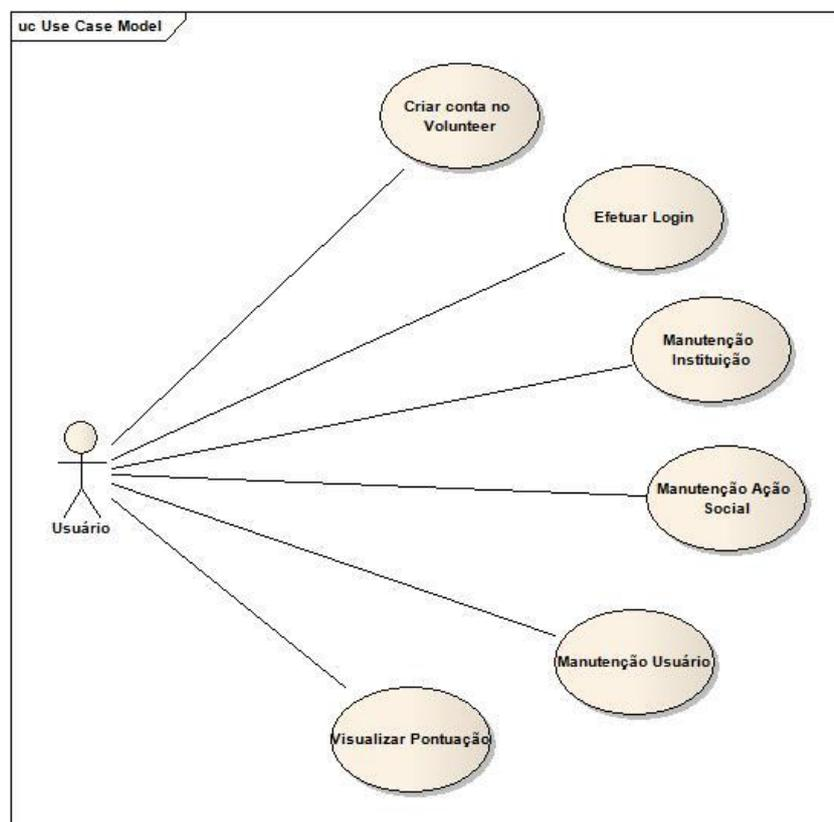 uc Use Case Model
Criar conta no
Volunteer
Efetuar Login
Manutenção
Instituição
Manutenção Ação
Social
Usuário
Manutenção Usuário
Visualizar Pontuação